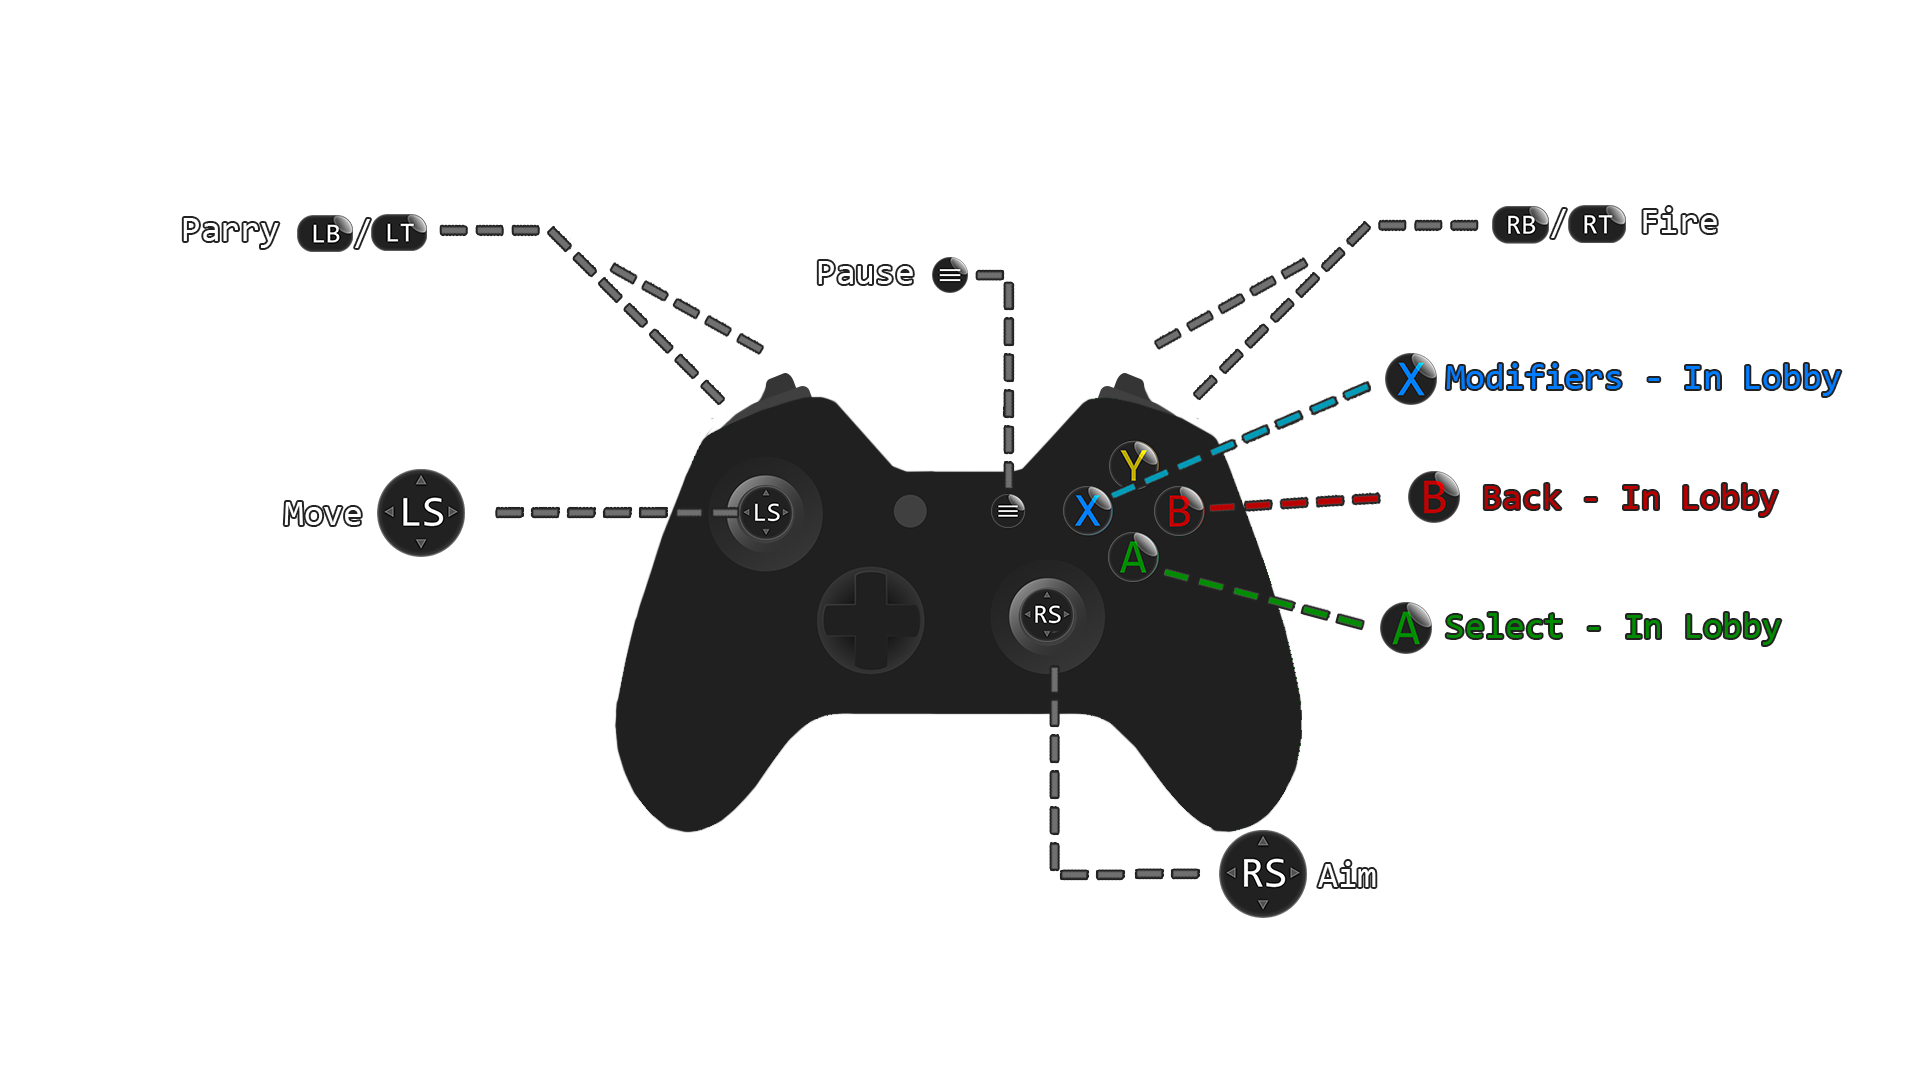 Parry LB/LT
RB/RT Fire
Pause
X Modifiers - In Lobby
Y
X
B
A
B Back - In Lobby
Move LS
LS
RS
A Select - In Lobby
RS Aim